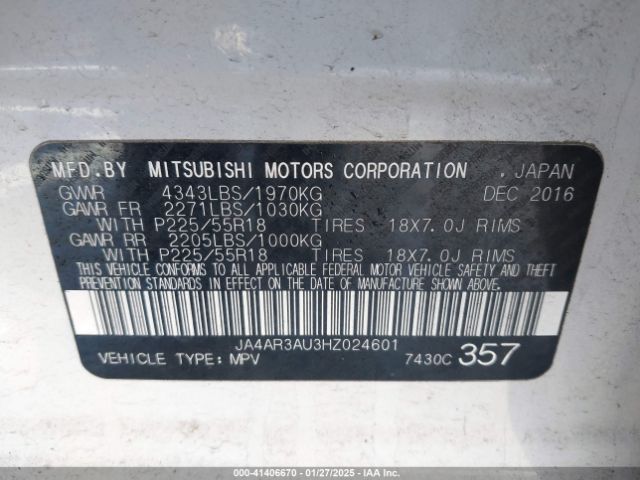 MFD.BY MITSUBISHI MOTORS CORPORATION , JAPAN
GVWR 4343LBS/1970KG DEC 2016
GAWR FR 2271LBS/1030KG
WITH P225/55R18 TIRES 18X7.0J RIMS
GAWR RR 2205LBS/1000KG
WITH P225/55R18 TIRES 18X7.0J RIMS
THIS VEHICLE CONFORMS TO ALL APPLICABLE FEDERAL MOTOR VEHICLE SAFETY AND THEFT
PREVENTION STANDARDS IN EFFECT ON THE DATE OF MANUFACTURE SHOWN ABOVE.
JA4AR3AU3HZ024601
VEHICLE TYPE: MPV 7430C 357
000-41406670 - 01/27/2025 - IAA Inc.